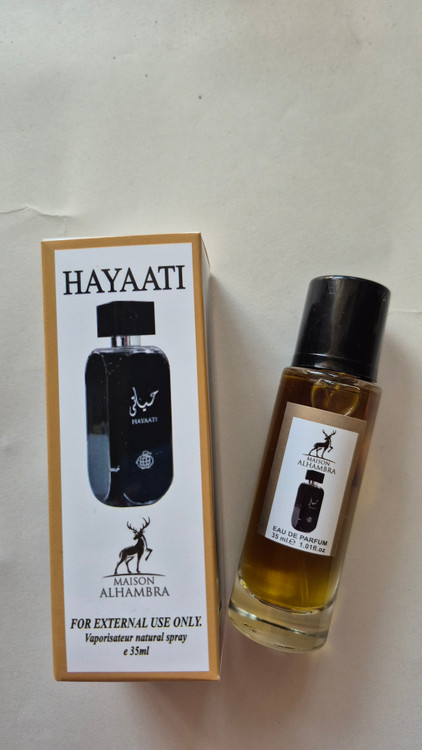 HAYAATI
حياتي
HAYAATI
MAISON
ALHAMBRA
FOR EXTERNAL USE ONLY.
Vaporisateur natural spray
e 35ml
MAISON
ALHAMBRA
EAU DE PARFUM
35 ml.e 1.01fl.oz